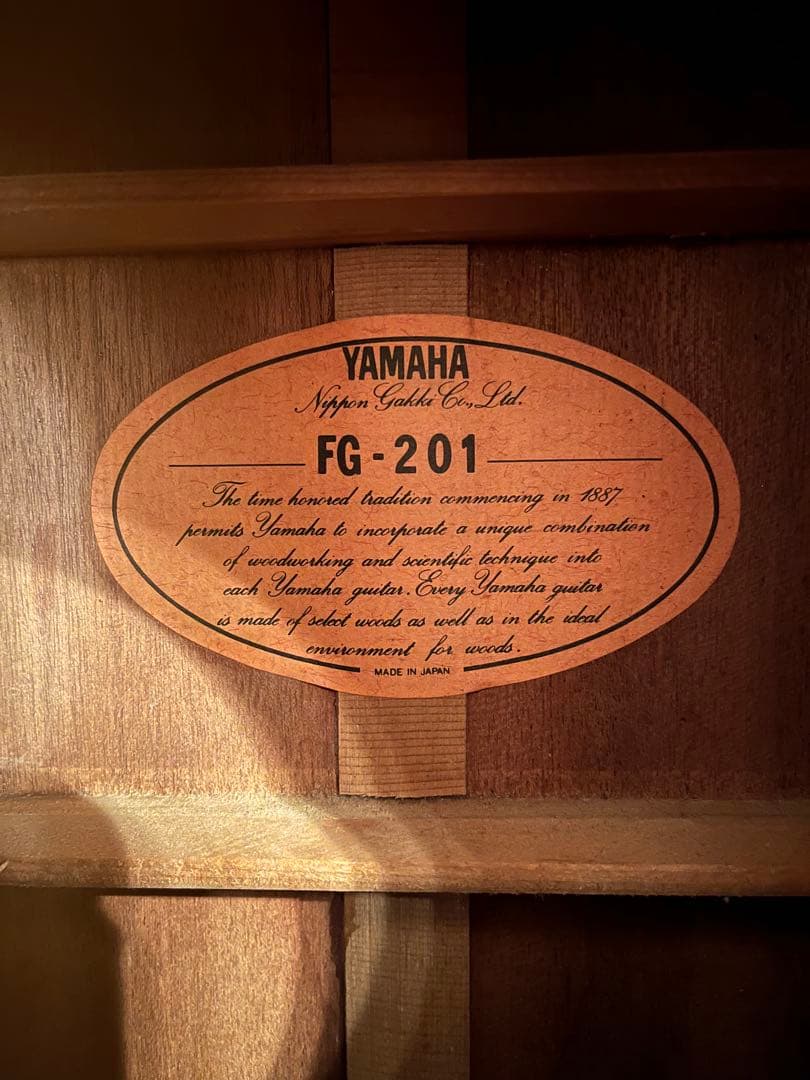 YAMAHA
Nippon Gakki Co., Ltd.
FG-201
The time honored tradition commencing in 1887
permits Yamaha to incorporate a unique combination
of woodworking and scientific technique into
each Yamaha guitar. Every Yamaha guitar
is made of select woods as well as in the ideal
environment for woods.
MADE IN JAPAN